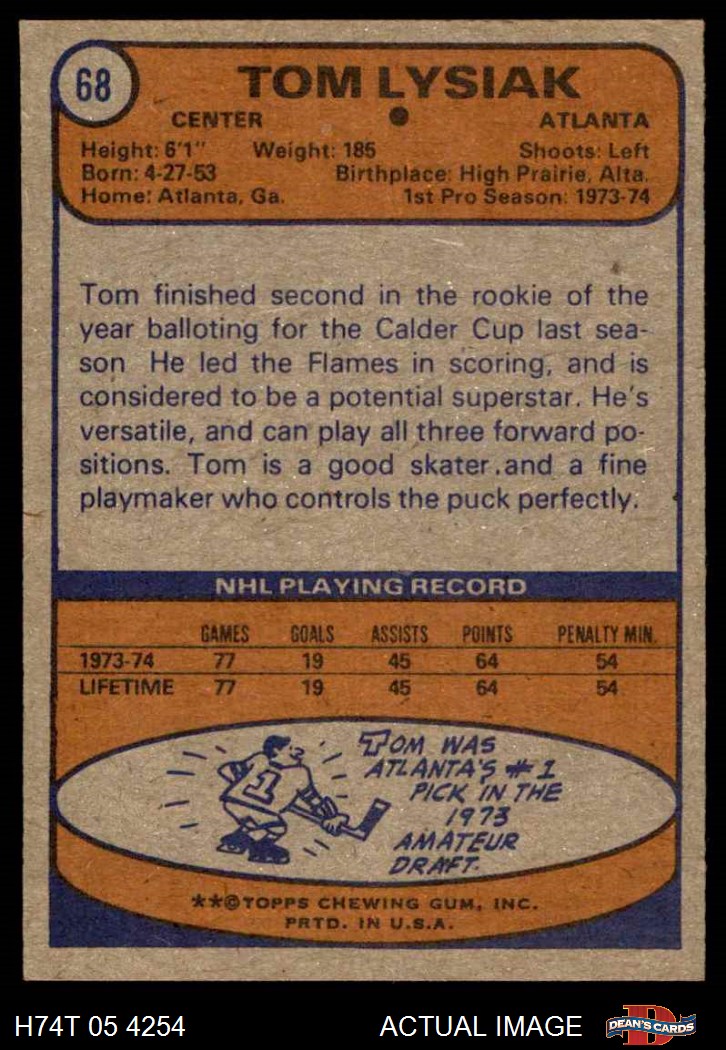 68
TOM LYSIAK
CENTER ● ATLANTA
Height: 6'1" Weight: 185 Shoots: Left
Born: 4-27-53 Birthplace: High Prairie, Alta.
Home: Atlanta, Ga. 1st Pro Season: 1973-74
Tom finished second in the rookie of the
year balloting for the Calder Cup last sea-
son He led the Flames in scoring, and is
considered to be a potential superstar. He's
versatile, and can play all three forward po-
sitions. Tom is a good skater.and a fine
playmaker who controls the puck perfectly.
NHL PLAYING RECORD
GAMES GOALS ASSISTS POINTS PENALTY MIN.
1973-74 77 19 45 64 54
LIFETIME 77 19 45 64 54
1
TOM WAS
ATLANTA'S #1
PICK IN THE
1973
AMATEUR
DRAFT.
**©TOPPS CHEWING GUM, INC.
PRTD. IN U.S.A.
H74T 05 4254 ACTUAL IMAGE D DEAN'S CARDS